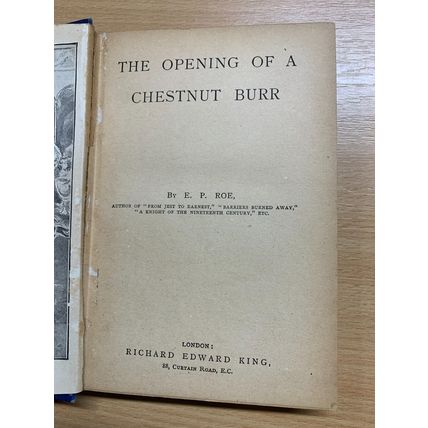 THE OPENING OF A
CHESTNUT BURR
BY E. P. ROE,
AUTHOR OF "FROM JEST TO EARNEST," "BARRIERS BURNED AWAY,"
"A KNIGHT OF THE NINETEENTH CENTURY," ETC.
LONDON:
RICHARD EDWARD KING,
88, CURTAIN ROAD, E.C.